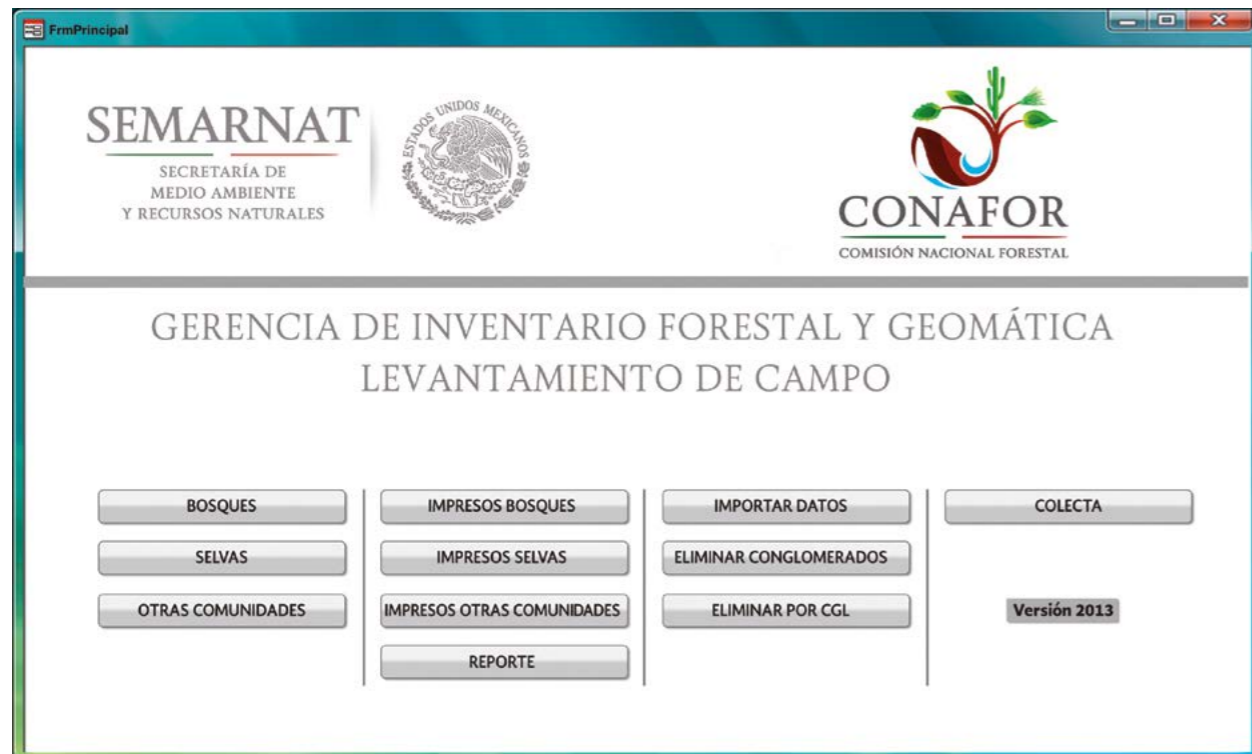 FrmPrincipal
SEMARNAT
SECRETARÍA DE
MEDIO AMBIENTE
Y RECURSOS NATURALES
ESTADOS UNIDOS MEXICANOS
CONAFOR
COMISIÓN NACIONAL FORESTAL
GERENCIA DE INVENTARIO FORESTAL Y GEOMÁTICA
LEVANTAMIENTO DE CAMPO
BOSQUES
SELVAS
OTRAS COMUNIDADES
IMPRESOS BOSQUES
IMPRESOS SELVAS
IMPRESOS OTRAS COMUNIDADES
REPORTE
IMPORTAR DATOS
ELIMINAR CONGLOMERADOS
ELIMINAR POR CGL
COLECTA
Versión 2013